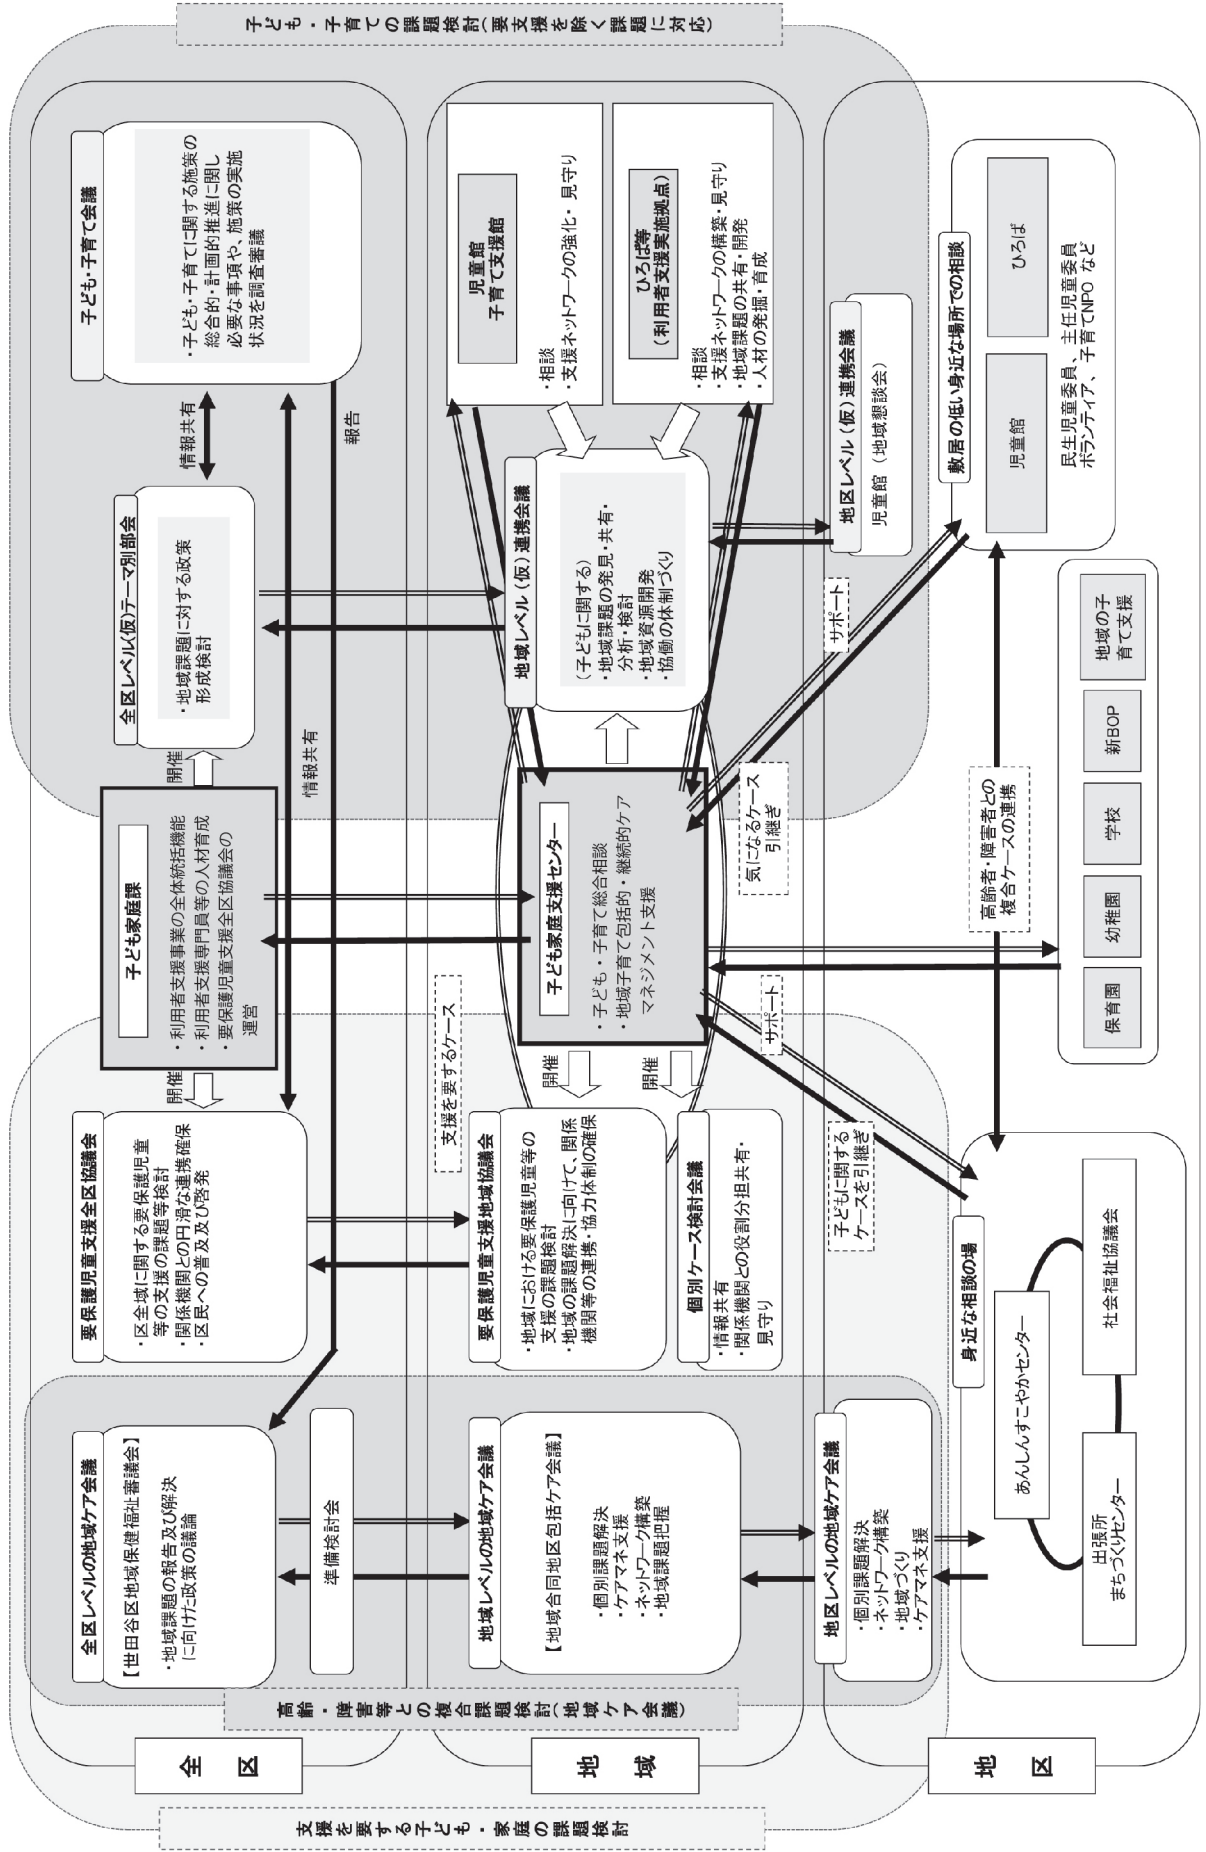 支援を要する子ども・家庭の課題検討
高齢・障害等との複合課題検討（地域ケア会議）
子ども・子育ての課題検討（要支援を除く課題に対応）
全　区
全区レベルの地域ケア会議
【世田谷区地域保健福祉審議会】
・地域課題の報告及び解決
に向けた政策の議論
準備検討会
要保護児童支援全区協議会
・区全域に関する要保護児童
等の支援の課題等検討
・関係機関との円滑な連携確保
・区民への普及及び啓発
開催
子ども家庭課
・利用者支援事業の全体統括機能
・利用者支援専門員等の人材育成
・要保護児童支援全区協議会の
運営
開催
全区レベル(仮)テーマ別部会
・地域課題に対する政策
形成検討
情報共有
子ども・子育て会議
・子ども・子育てに関する施策の
総合的・計画的推進に関し
必要な事項や、施策の実施
状況を調査審議
情報共有
報告
地　域
地域レベルの地域ケア会議
【地域合同地区包括ケア会議】
・個別課題解決
・ケアマネ支援
・ネットワーク構築
・地域課題把握
支援を要するケース
要保護児童支援地域協議会
・地域における要保護児童等の
支援の課題検討
・地域の課題解決に向けて、関係
機関等の連携・協力体制の確保
個別ケース検討会議
・情報共有
・関係機関との役割分担共有・
見守り
開催
開催
子ども家庭支援センター
・子ども・子育て総合相談
・地域子育て包括的・継続的ケア
マネジメント支援
地域レベル（仮）連携会議
（子どもに関する）
・地域課題の発見・共有・
分析・検討
・地域資源開発
・協働の体制づくり
児童館
子育て支援館
・相談
・支援ネットワークの強化・見守り
ひろば等
（利用者支援実施拠点）
・相談
・支援ネットワークの構築・見守り
・地域課題の共有・開発
・人材の発掘・育成
地　区
地区レベルの地域ケア会議
・個別課題解決
・ネットワーク構築
・地域づくり
・ケアマネ支援
子どもに関する
ケースを引継ぎ
サポート
気になるケース
引継ぎ
サポート
地区レベル（仮）連携会議
児童館（地域懇談会）
身近な相談の場
あんしんすこやかセンター
出張所
まちづくりセンター
社会福祉協議会
高齢者・障害者との
複合ケースの連携
保育園
幼稚園
学校
新BOP
地域の子
育て支援
敷居の低い身近な場所での相談
児童館
ひろば
民生児童委員、主任児童委員
ボランティア、子育てNPO など